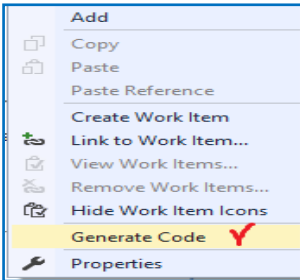 Add
Copy
Paste
Paste Reference
Create Work Item
Link to Work Item...
View Work Items...
Remove Work Items...
Hide Work Item Icons
Generate Code
Properties